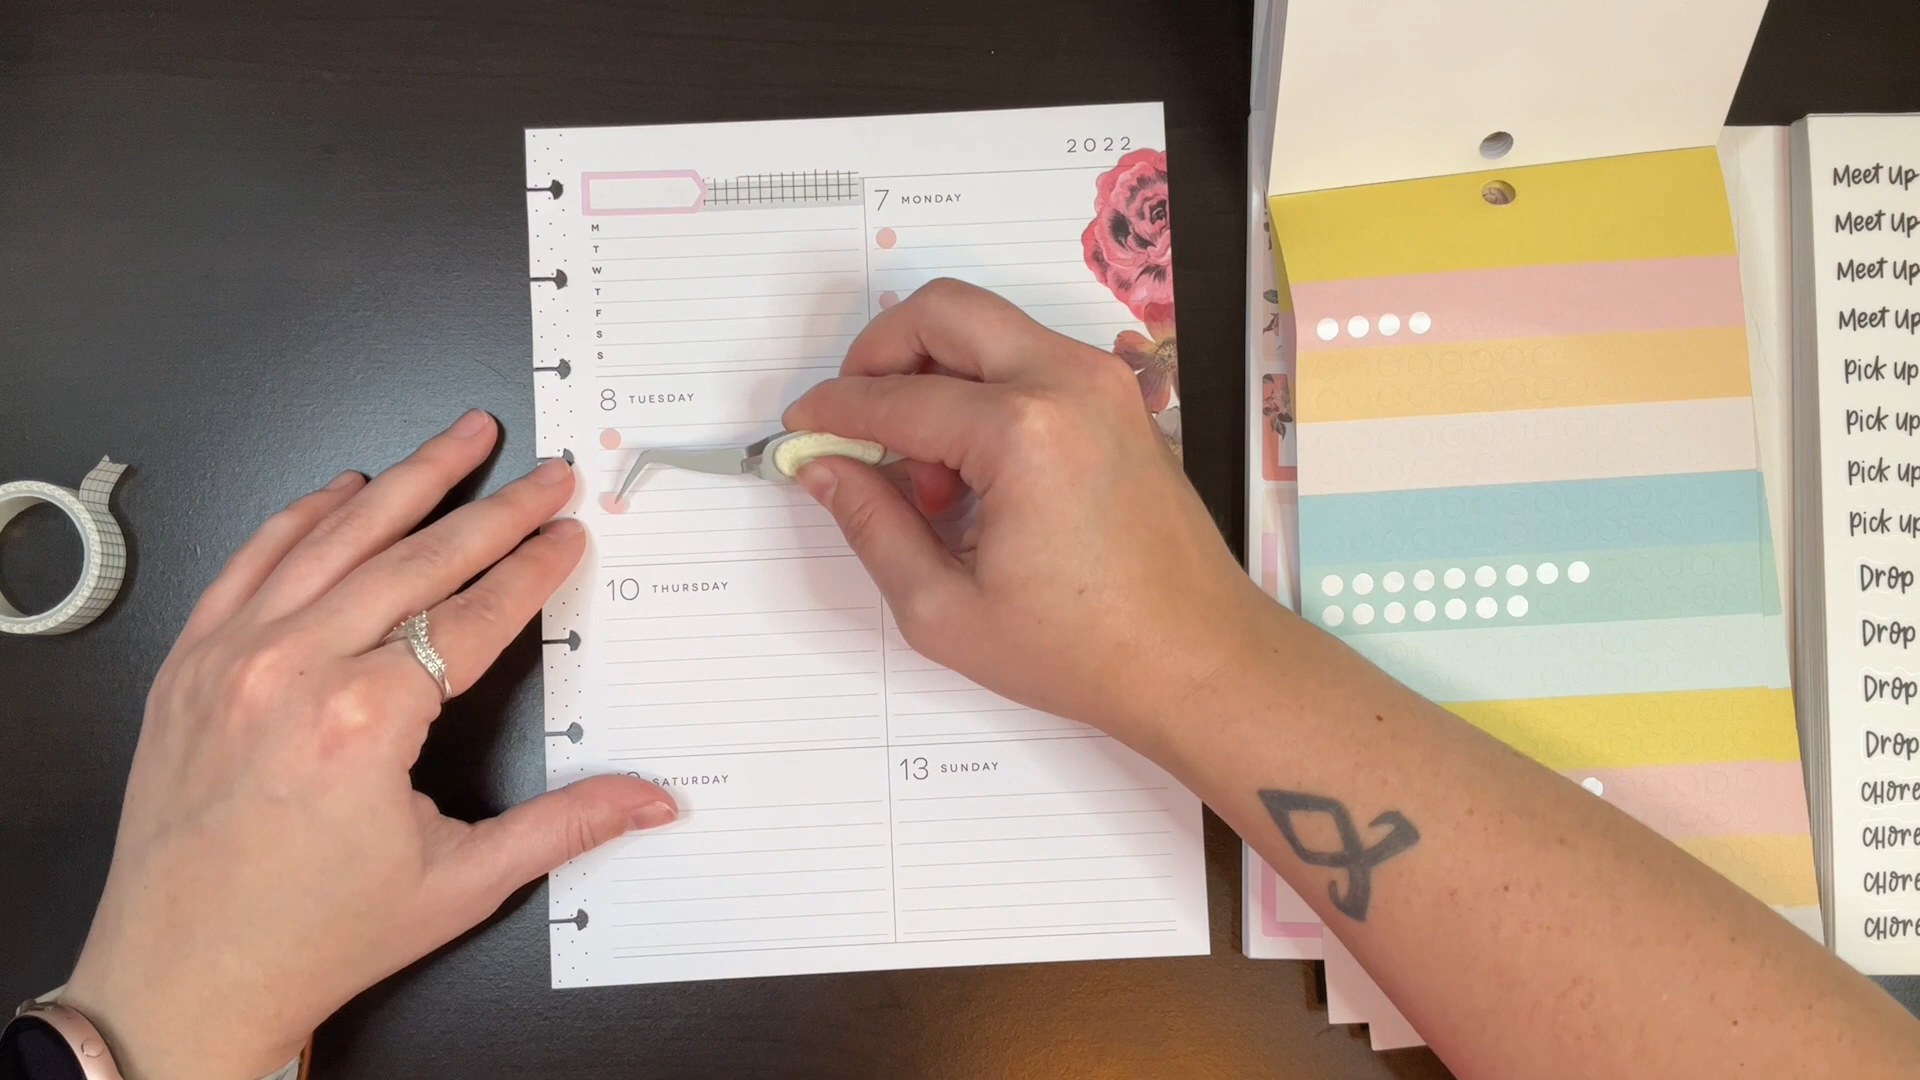 2022
7 MONDAY
M
T
W
T
F
S
S
8 TUESDAY
10 THURSDAY
SATURDAY
13 SUNDAY
Meet Up
Meet Up
Meet Up
Meet Up
Pick up
Pick up
Pick up
Pick up
Drop
Drop
Drop
Drop
CHore
CHore
CHore
CHore